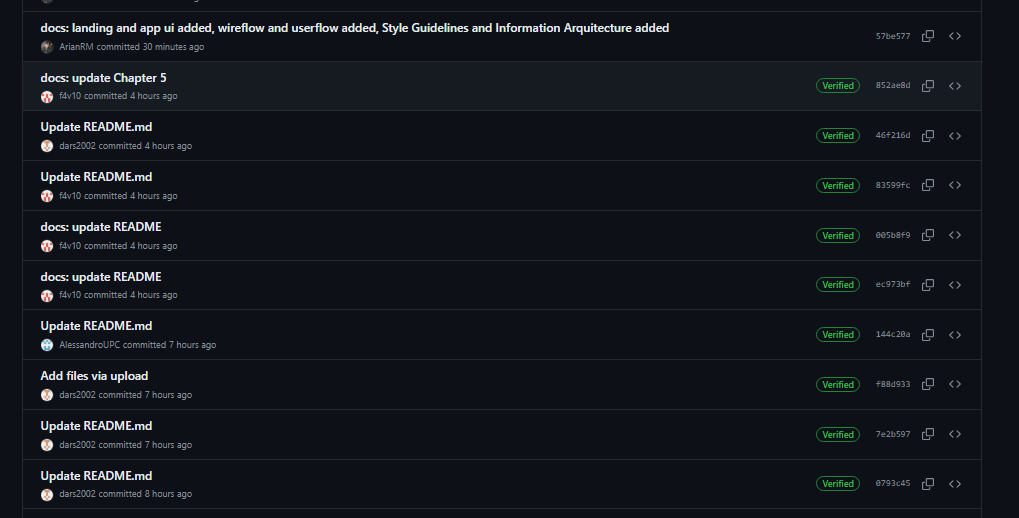 docs: landing and app ui added, wireflow and userflow added, Style Guidelines and Information Arquitecture added
ArianRM committed 30 minutes ago
57be577
docs: update Chapter 5
f4v10 committed 4 hours ago
Verified
852ae8d
Update README.md
dars2002 committed 4 hours ago
Verified
46f216d
Update README.md
f4v10 committed 4 hours ago
Verified
83599fc
docs: update README
f4v10 committed 4 hours ago
Verified
005b8f9
docs: update README
f4v10 committed 4 hours ago
Verified
ec973bf
Update README.md
AlessandroUPC committed 7 hours ago
Verified
144c20a
Add files via upload
dars2002 committed 7 hours ago
Verified
f88d933
Update README.md
dars2002 committed 7 hours ago
Verified
7e2b597
Update README.md
dars2002 committed 8 hours ago
Verified
0793c45